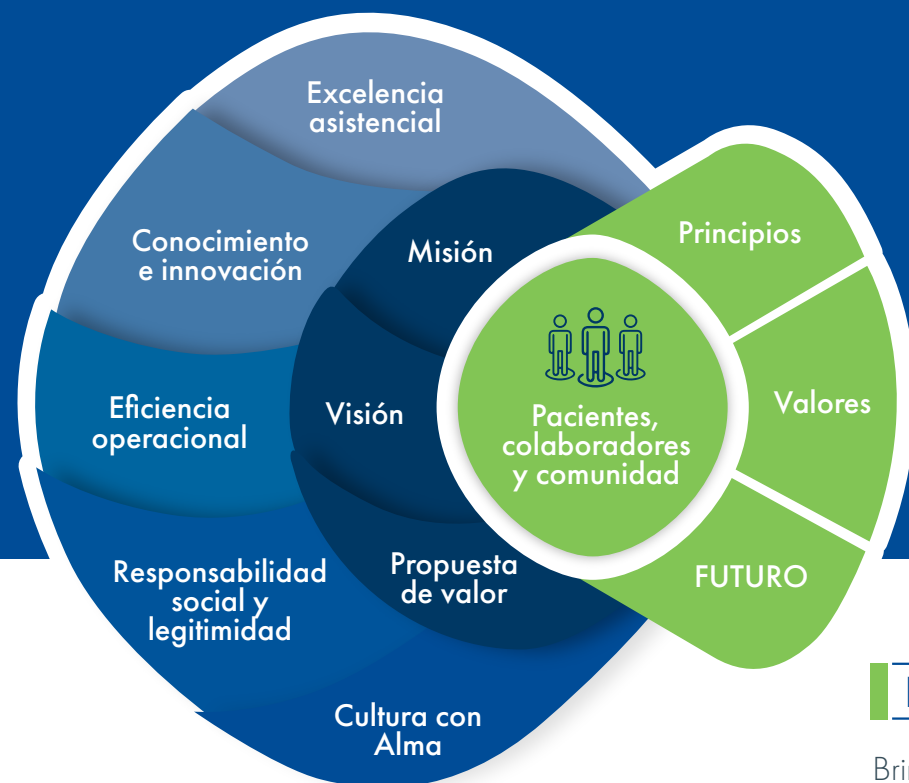 Excelencia
asistencial
Conocimiento
e innovación
Misión
Principios
Eficiencia
operacional
Visión
Pacientes,
colaboradores
y comunidad
Valores
Responsabilidad
social y
legitimidad
Propuesta
de valor
FUTURO
Cultura con
Alma